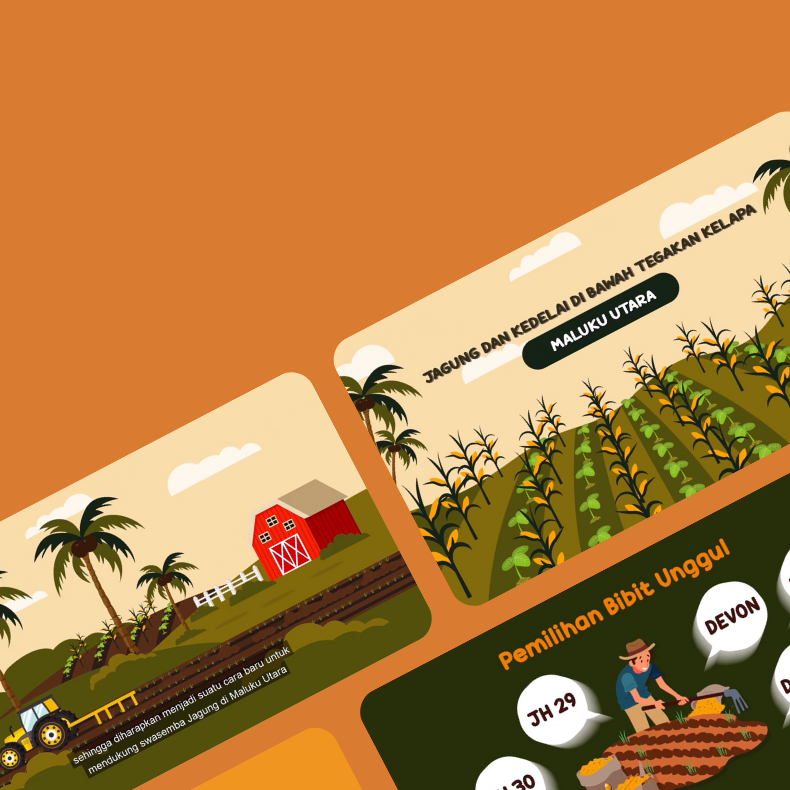 JAGUNG DAN KEDELAI DI BAWAH TEGAKAN KELAPA
MALUKU UTARA
sehingga diharapkan menjadi suatu cara baru untuk
mendukung swasemba Jagung di Maluku Utara
Pemilihan Bibit Unggul
DEVON
JH 29
30